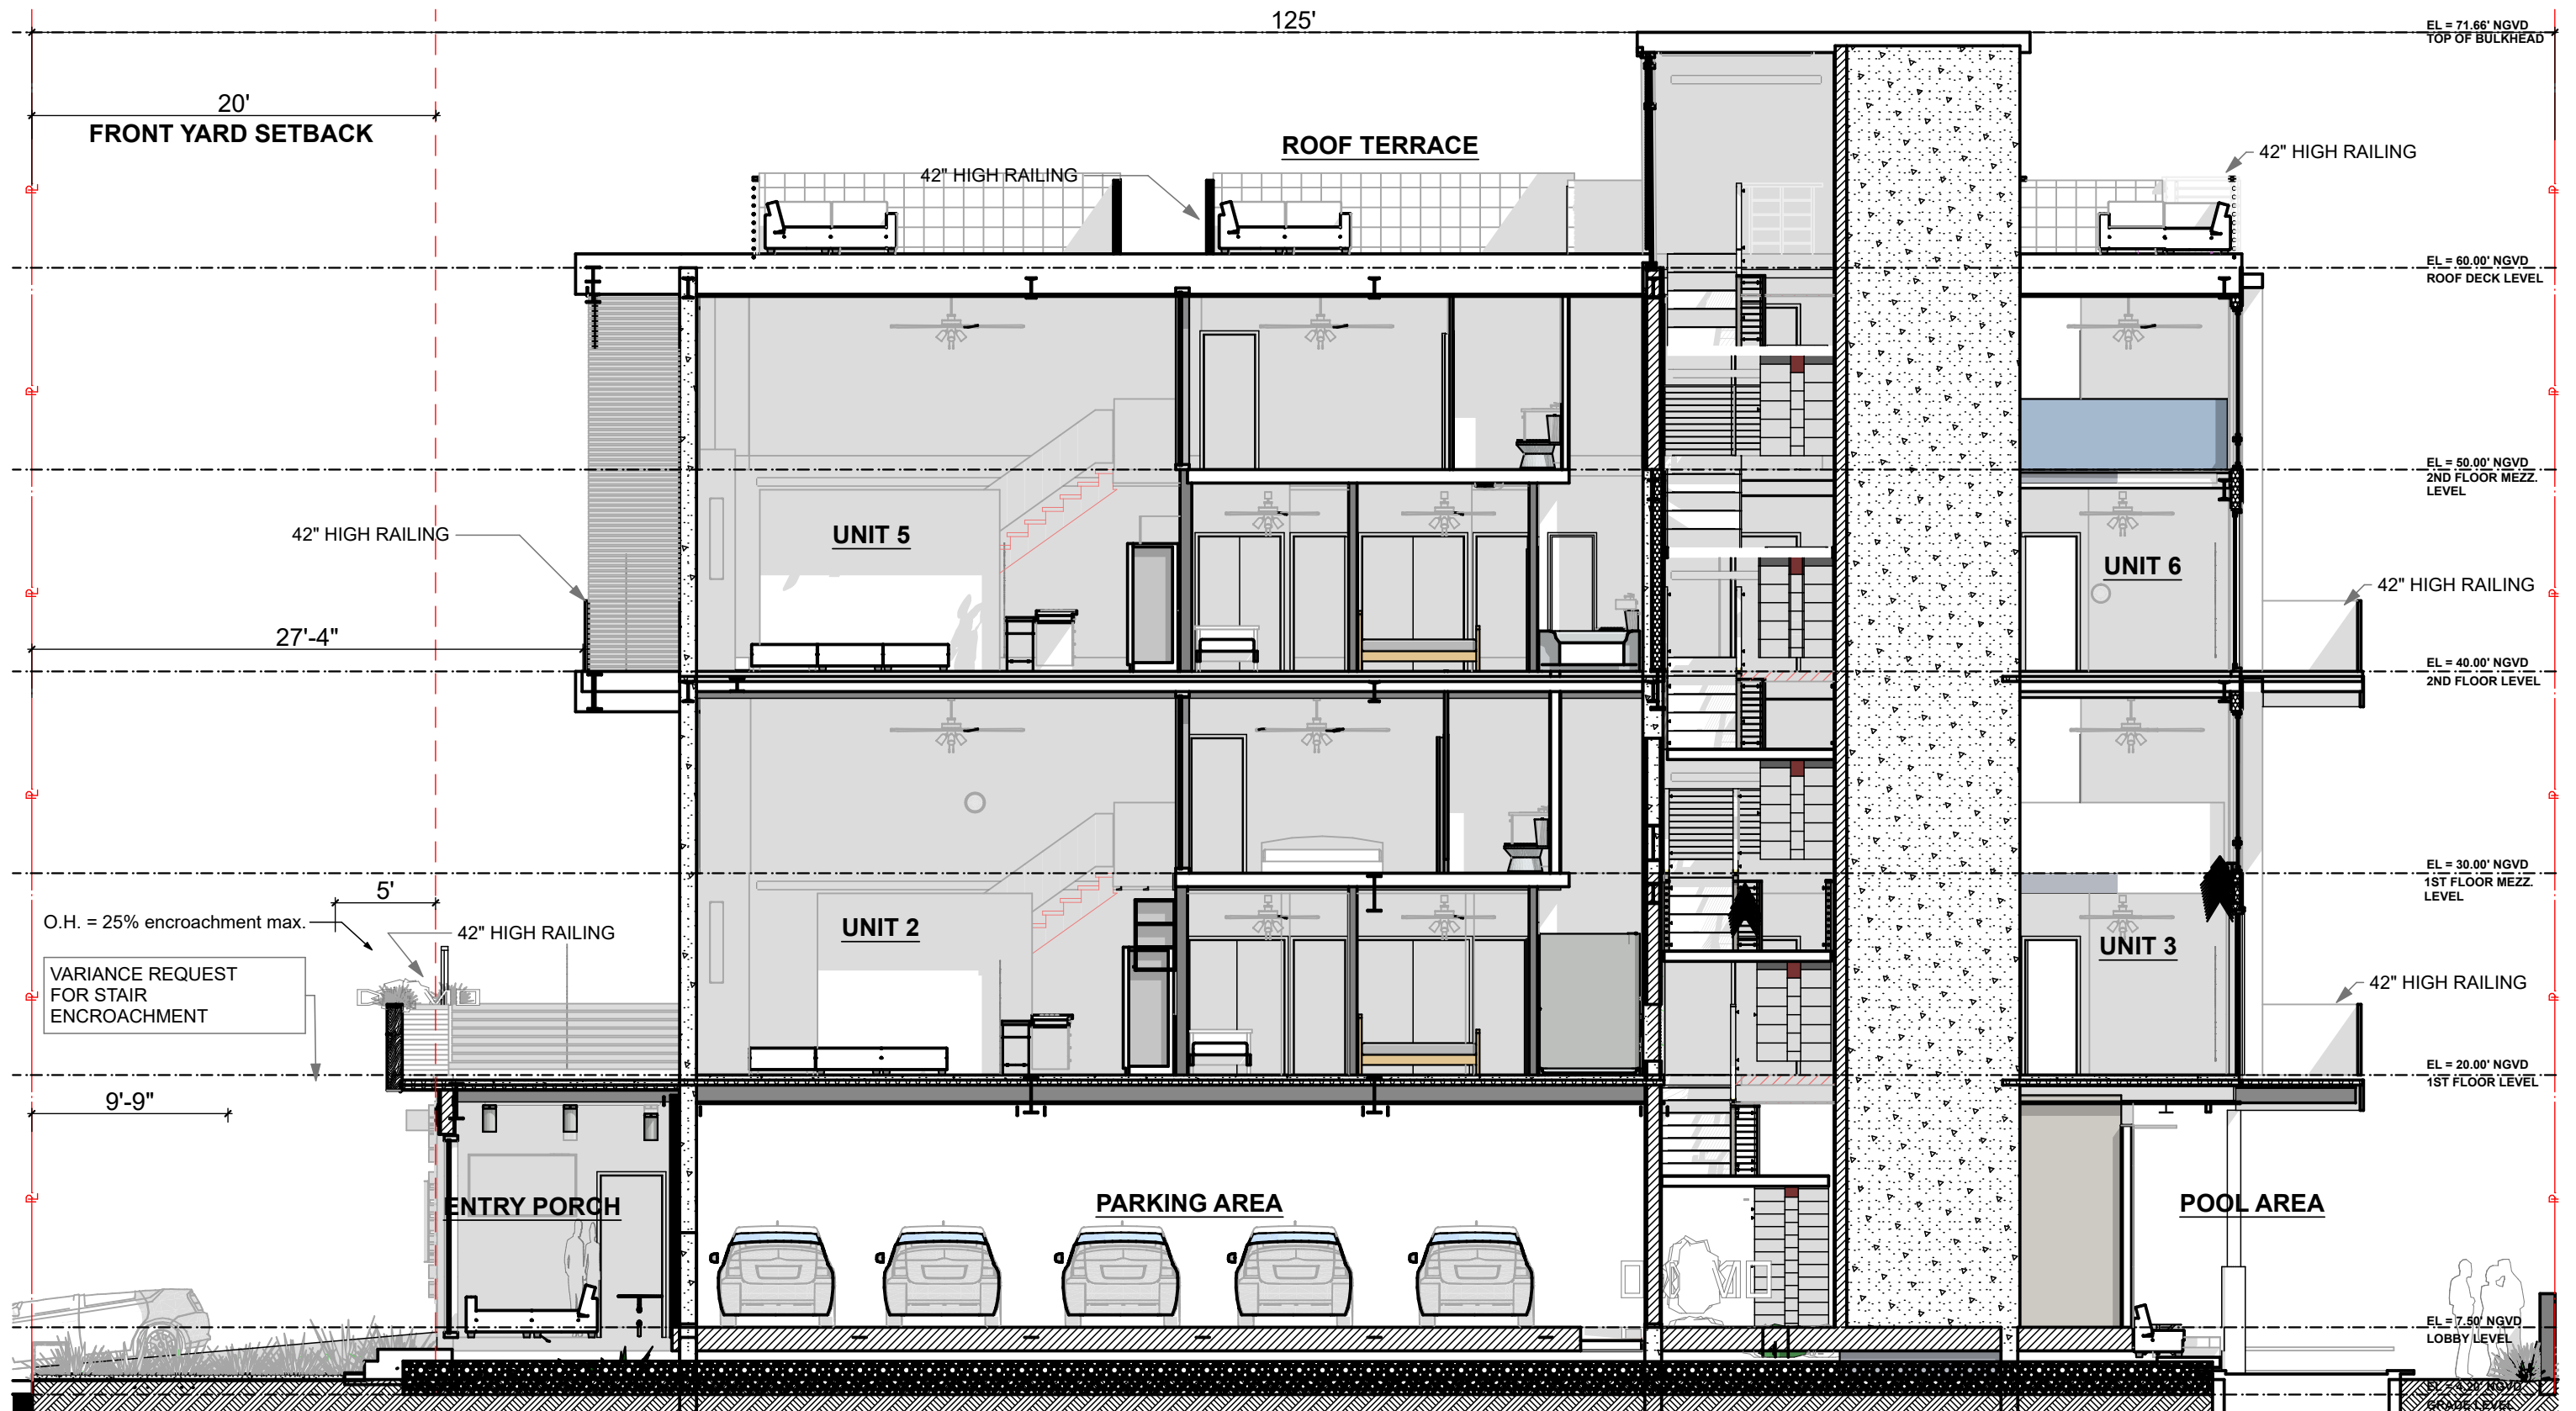 125'
EL = 71.66' NGVD
TOP OF BULKHEAD
20'
FRONT YARD SETBACK
ROOF TERRACE
42" HIGH RAILING
42" HIGH RAILING
EL = 60.00' NGVD
ROOF DECK LEVEL
EL = 50.00' NGVD
2ND FLOOR MEZZ.
LEVEL
UNIT 5
42" HIGH RAILING
UNIT 6
42" HIGH RAILING
27'-4"
EL = 40.00' NGVD
2ND FLOOR LEVEL
EL = 30.00' NGVD
1ST FLOOR MEZZ.
LEVEL
5'
O.H. = 25% encroachment max.
42" HIGH RAILING
UNIT 2
UNIT 3
VARIANCE REQUEST
FOR STAIR
ENCROACHMENT
42" HIGH RAILING
EL = 20.00' NGVD
1ST FLOOR LEVEL
9'-9"
ENTRY PORCH
PARKING AREA
POOL AREA
EL = 7.50' NGVD
LOBBY LEVEL
EL = 4.20' NGVD
GRADE LEVEL